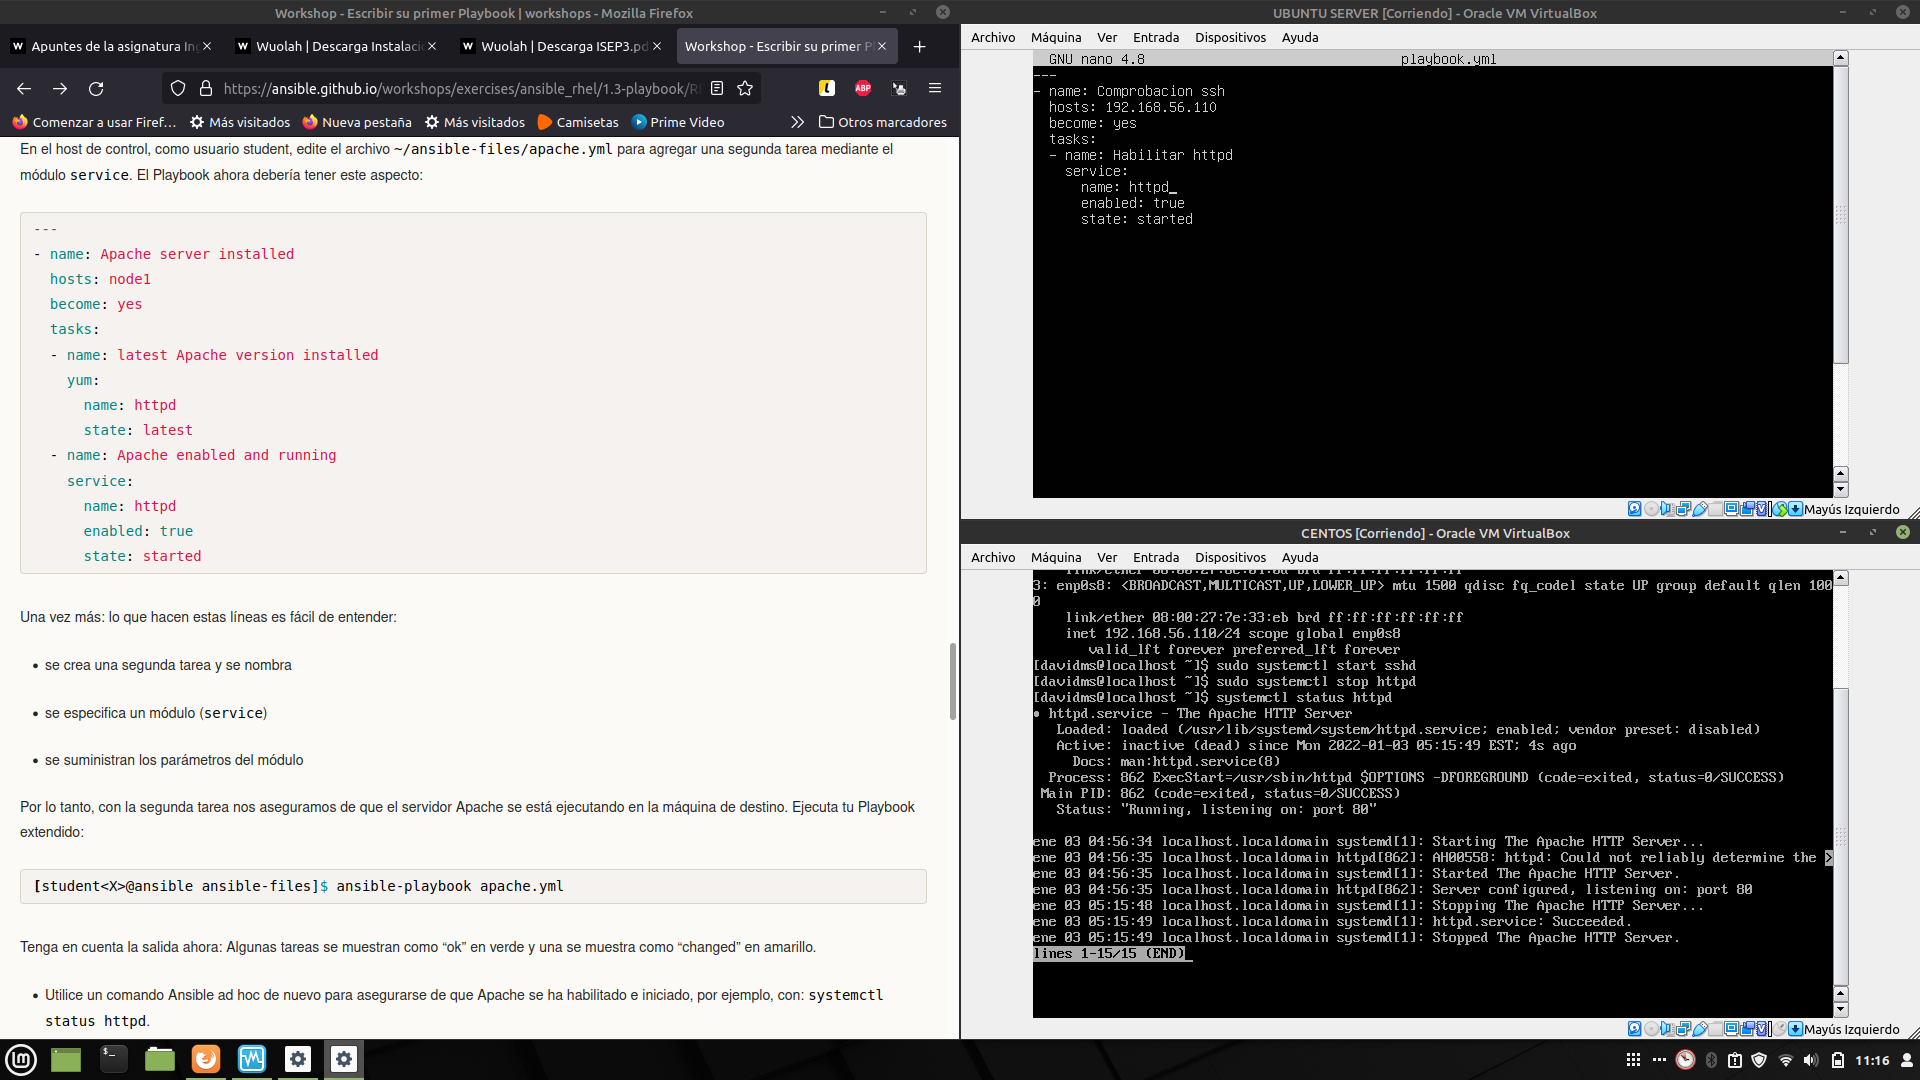 Workshop - Escribir su primer Playbook | workshops - Mozilla Firefox
Apuntes de la asignatura In
Wuolah | Descarga Instalaci
Wuolah | Descarga ISEP3.pd
Workshop - Escribir su primer P
https://ansible.github.io/workshops/exercises/ansible_rhel/1.3-playbook/R
Comenzar a usar Firef...
Más visitados
Nueva pestaña
Más visitados
Camisetas
Prime Video
Otros marcadores
En el host de control, como usuario student, edite el archivo ~/ansible-files/apache.yml para agregar una segunda tarea mediante el
módulo service. El Playbook ahora debería tener este aspecto:
---
- name: Apache server installed
hosts: node1
become: yes
tasks:
- name: latest Apache version installed
yum:
name: httpd
state: latest
- name: Apache enabled and running
service:
name: httpd
enabled: true
state: started
Una vez más: lo que hacen estas líneas es fácil de entender:
• se crea una segunda tarea y se nombra
• se especifica un módulo (service)
• se suministran los parámetros del módulo
Por lo tanto, con la segunda tarea nos aseguramos de que el servidor Apache se está ejecutando en la máquina de destino. Ejecuta tu Playbook
extendido:
[student<X>@ansible ansible-files]$ ansible-playbook apache.yml
Tenga en cuenta la salida ahora: Algunas tareas se muestran como “ok” en verde y una se muestra como “changed” en amarillo.
• Utilice un comando Ansible ad hoc de nuevo para asegurarse de que Apache se ha habilitado e iniciado, por ejemplo, con: systemctl
status httpd.
UBUNTU SERVER [Corriendo] - Oracle VM VirtualBox
Archivo Máquina Ver Entrada Dispositivos Ayuda
GNU nano 4.8 playbook.yml
---
- name: Comprobacion ssh
hosts: 192.168.56.110
become: yes
tasks:
- name: Habilitar httpd
service:
name: httpd_
enabled: true
state: started
Mayús Izquierdo
CENTOS [Corriendo] - Oracle VM VirtualBox
Archivo Máquina Ver Entrada Dispositivos Ayuda
3: enp0s8: <BROADCAST,MULTICAST,UP,LOWER_UP> mtu 1500 qdisc fq_codel state UP group default qlen 100
0
link/ether 08:00:27:7e:33:eb brd ff:ff:ff:ff:ff:ff
inet 192.168.56.110/24 scope global enp0s8
valid_lft forever preferred_lft forever
[davidms@localhost ~]$ sudo systemctl start sshd
[davidms@localhost ~]$ sudo systemctl stop httpd
[davidms@localhost ~]$ systemctl status httpd
• httpd.service - The Apache HTTP Server
Loaded: loaded (/usr/lib/systemd/system/httpd.service; enabled; vendor preset: disabled)
Active: inactive (dead) since Mon 2022-01-03 05:15:49 EST; 4s ago
Docs: man:httpd.service(8)
Process: 862 ExecStart=/usr/sbin/httpd $OPTIONS -DFOREGROUND (code=exited, status=0/SUCCESS)
Main PID: 862 (code=exited, status=0/SUCCESS)
Status: "Running, listening on: port 80"
ene 03 04:56:34 localhost.localdomain systemd[1]: Starting The Apache HTTP Server...
ene 03 04:56:35 localhost.localdomain httpd[862]: AH00558: httpd: Could not reliably determine the >
ene 03 04:56:35 localhost.localdomain systemd[1]: Started The Apache HTTP Server.
ene 03 04:56:35 localhost.localdomain httpd[862]: Server configured, listening on: port 80
ene 03 05:15:48 localhost.localdomain systemd[1]: Stopping The Apache HTTP Server...
ene 03 05:15:49 localhost.localdomain systemd[1]: httpd.service: Succeeded.
ene 03 05:15:49 localhost.localdomain systemd[1]: Stopped The Apache HTTP Server.
lines 1-15/15 (END)
Mayús Izquierdo
11:16